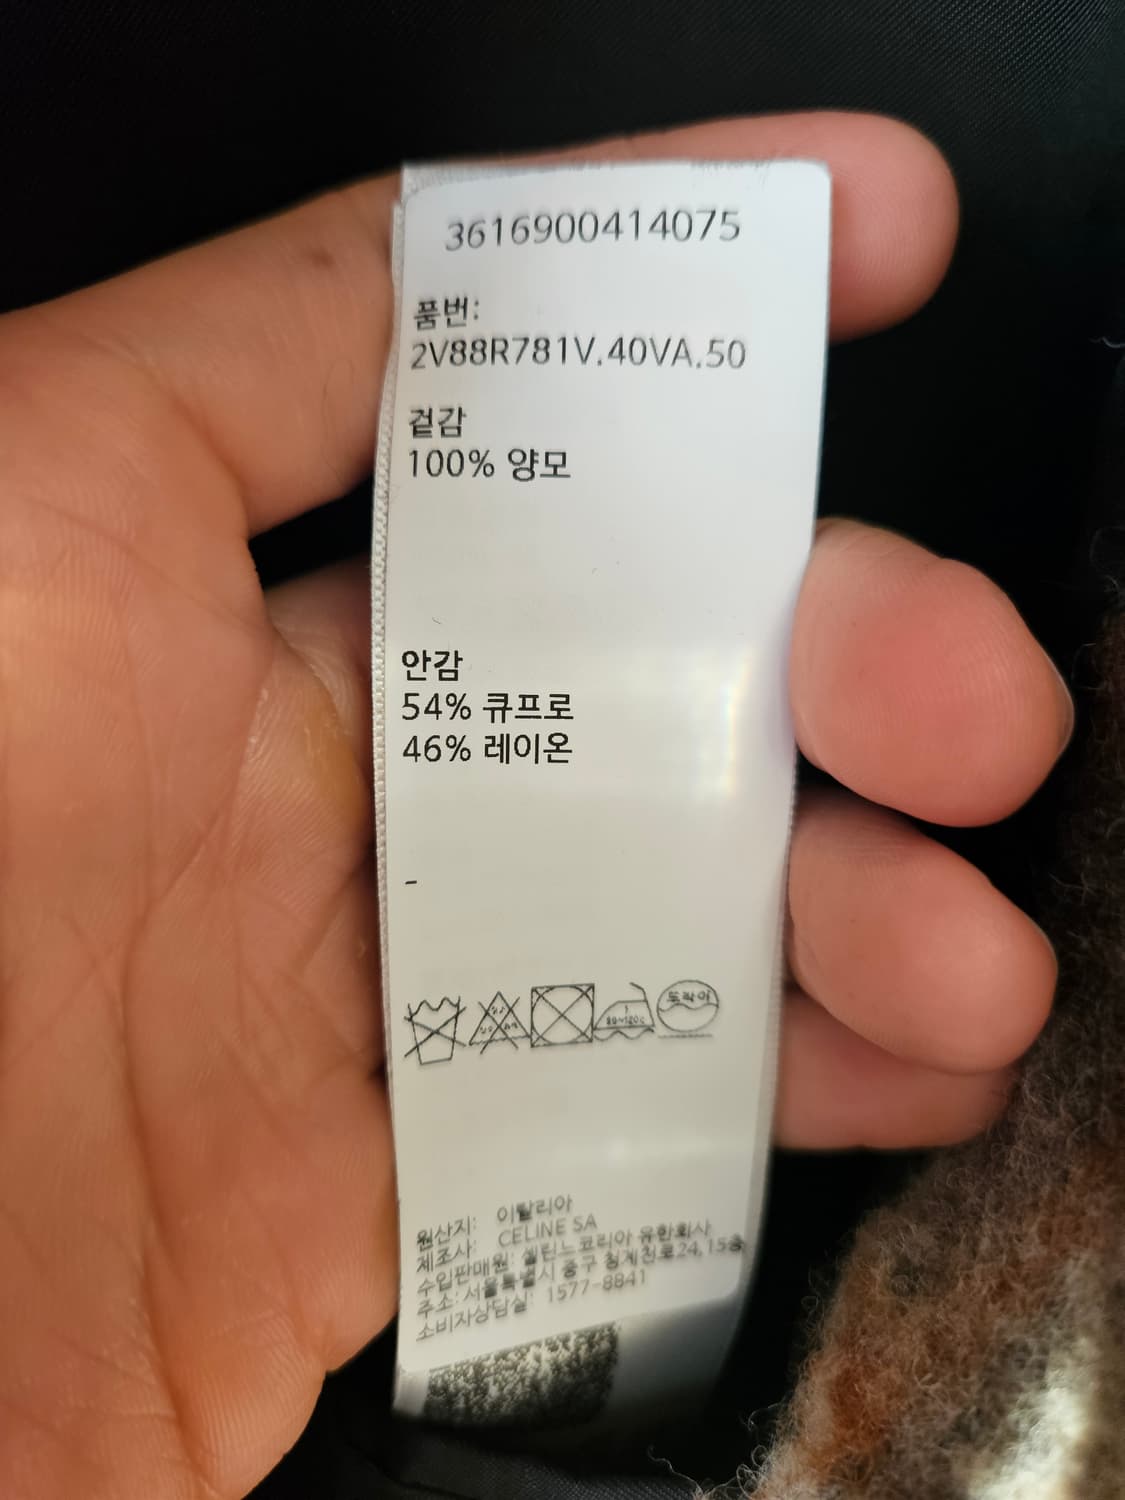 3616900414075
품번:
2V88R781V.40VA.50
겉감
100% 양모
안감
54% 큐프로
46% 레이온
-
80~120℃
드라이
원산지: 이탈리아
제조사: CELINE SA
수입판매원: 셀린느코리아 유한회사
주소: 서울특별시 중구 청계천로24,15층
소비자상담실: 1577-8841